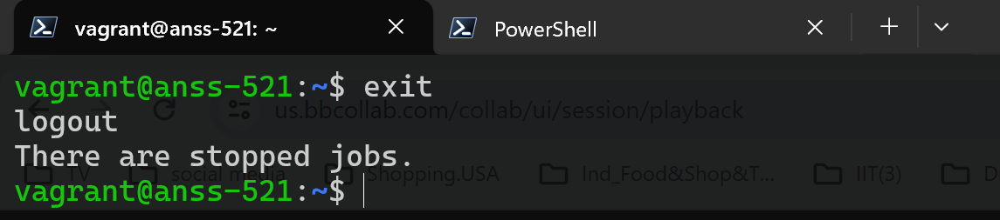 vagrant@anss-521: ~
PowerShell
vagrant@anss-521:~$ exit
logout
us.bbcollab.com/collab/ui/session/playback
There are stopped jobs.
TV
social media
Shopping.USA
Ind_Food&Shop&T...
IIT(3)
D
vagrant@anss-521:~$